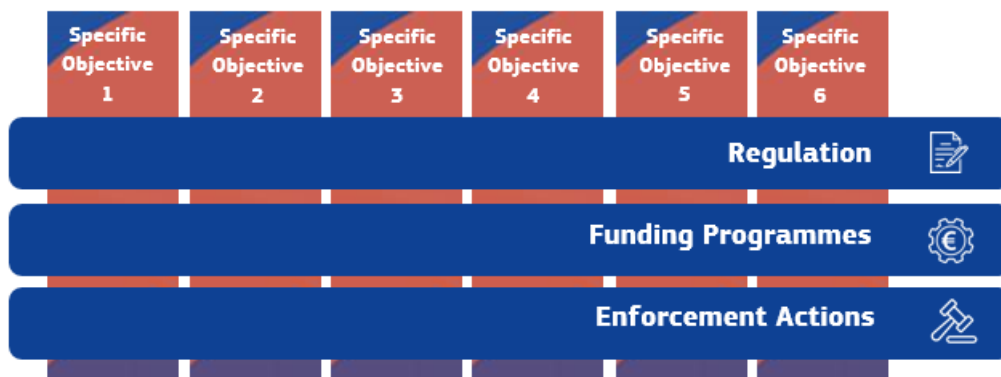 Specific
Objective
1
Specific
Objective
2
Specific
Objective
3
Specific
Objective
4
Specific
Objective
5
Specific
Objective
6
Regulation
Funding Programmes
€
Enforcement Actions